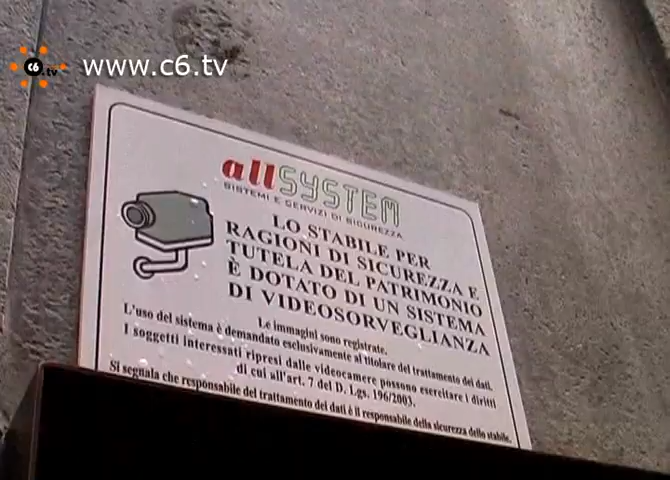 c6.tv
www.c6.tv
allSYSTEM
SISTEMI E SERVIZI DI SICUREZZA
LO STABILE PER
RAGIONI DI SICUREZZA E
TUTELA DEL PATRIMONIO
È DOTATO DI UN SISTEMA
DI VIDEOSORVEGLIANZA
Le immagini sono registrate.
L'uso del sistema è demandato esclusivamente al titolare del trattamento dei dati.
I soggetti interessati ripresi dalle videocamere possono esercitare i diritti
di cui all'art. 7 del D. Lgs. 196/2003.
Si segnala che responsabile del trattamento dei dati è il responsabile della sicurezza dello stabile.